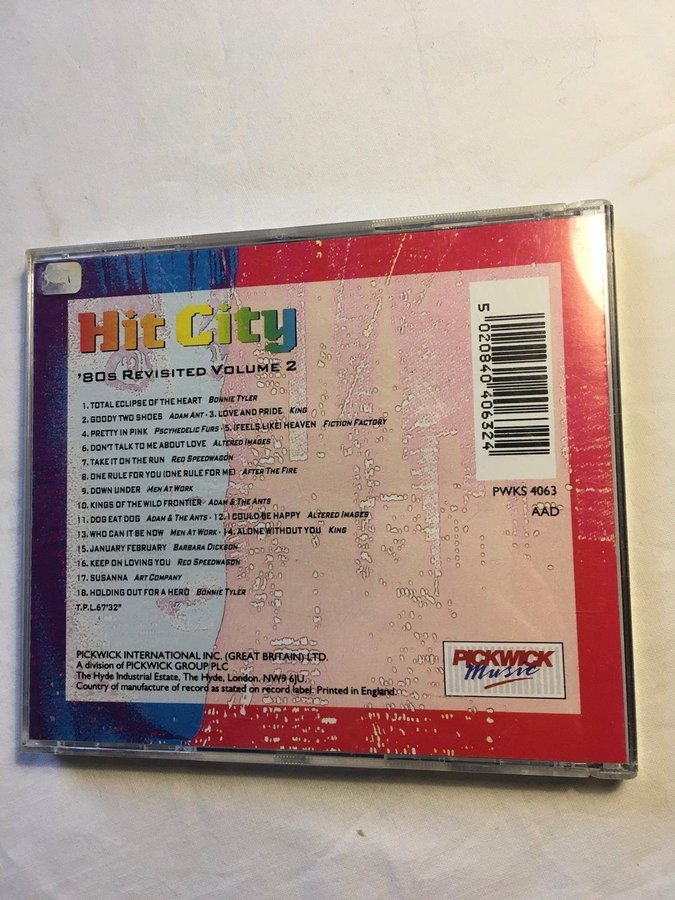 Hit City
'80s REVISITED VOLUME 2
1. TOTAL ECLIPSE OF THE HEART BONNIE TYLER
2. GOODY TWO SHOES ADAM ANT · 3. LOVE AND PRIDE KING
4. PRETTY IN PINK PSCYHEDELIC FURS · 5. (FEELS LIKE) HEAVEN FICTION FACTORY
6. DON'T TALK TO ME ABOUT LOVE ALTERED IMAGES
7. TAKE IT ON THE RUN REO SPEEDWAGON
8. ONE RULE FOR YOU (ONE RULE FOR ME) AFTER THE FIRE
9. DOWN UNDER MEN AT WORK
10. KINGS OF THE WILD FRONTIER ADAM & THE ANTS
11. DOG EAT DOG ADAM & THE ANTS · 12. I COULD BE HAPPY ALTERED IMAGES
13. WHO CAN IT BE NOW MEN AT WORK · 14. ALONE WITHOUT YOU KING
15. JANUARY FEBRUARY BARBARA DICKSON
16. KEEP ON LOVING YOU REO SPEEDWAGON
17. SUSANNA ART COMPANY
18. HOLDING OUT FOR A HERO BONNIE TYLER
T.P.L.67'32"
PICKWICK INTERNATIONAL INC. (GREAT BRITAIN) LTD.
A division of PICKWICK GROUP PLC
The Hyde Industrial Estate, The Hyde, London. NW9 6JU.
Country of manufacture of record as stated on record label. Printed in England.
5 020840 406324
PWKS 4063
AAD
PICKWICK
Music